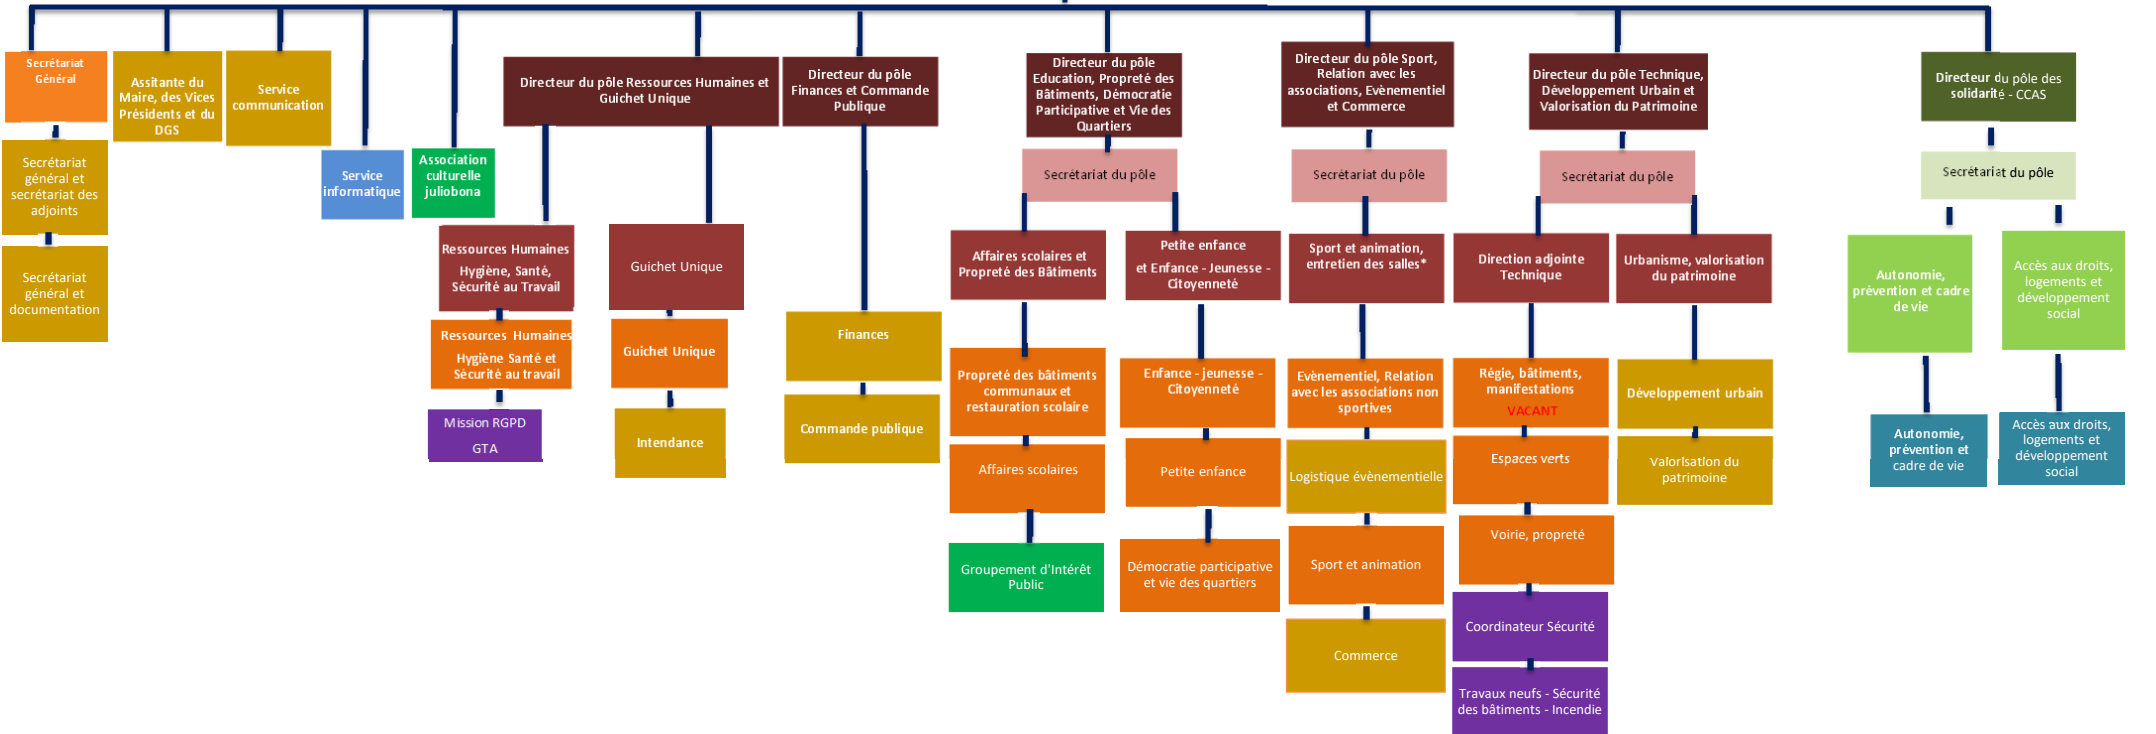 Secrétariat
Général
Secrétariat
général et
secrétariat des
adjoints
Secrétariat
général et
documentation
Assitante du
Maire, des Vices
Présidents et du
DGS
Service
communication
Service
informatique
Association
culturelle
juliobona
Directeur du pôle Ressources Humaines et
Guichet Unique
Ressources Humaines
Hygiène, Santé,
Sécurité au Travail
Ressources Humaines
Hygiène Santé et
Sécurité au travail
Mission RGPD
GTA
Guichet Unique
Guichet Unique
Intendance
Directeur du pôle
Finances et Commande
Publique
Finances
Commande publique
Directeur du pôle
Education, Propreté des
Bâtiments, Démocratie
Participative et Vie des
Quartiers
Secrétariat du pôle
Affaires scolaires et
Propreté des Bâtiments
Propreté des bâtiments
communaux et
restauration scolaire
Affaires scolaires
Groupement d'Intérêt
Public
Petite enfance
et Enfance - Jeunesse -
Citoyenneté
Enfance - jeunesse -
Citoyenneté
Petite enfance
Démocratie participative
et vie des quartiers
Directeur du pôle Sport,
Relation avec les
associations, Evènementiel
et Commerce
Secrétariat du pôle
Sport et animation,
entretien des salles*
Evènementiel, Relation
avec les associations non
sportives
Logistique évènementielle
Sport et animation
Commerce
Directeur du pôle Technique,
Développement Urbain et
Valorisation du Patrimoine
Secrétariat du pôle
Direction adjointe
Technique
Régie, bâtiments,
manifestations
VACANT
Espaces verts
Voirie, propreté
Coordinateur Sécurité
Travaux neufs - Sécurité
des bâtiments - Incendie
Urbanisme, valorisation
du patrimoine
Développement urbain
Valorisation du
patrimoine
Directeur du pôle des
solidarité - CCAS
Secrétariat du pôle
Autonomie,
prévention et cadre
de vie
Autonomie,
prévention et
cadre de vie
Accès aux droits,
logements et
développement
social
Accès aux droits,
logements et
développement
social